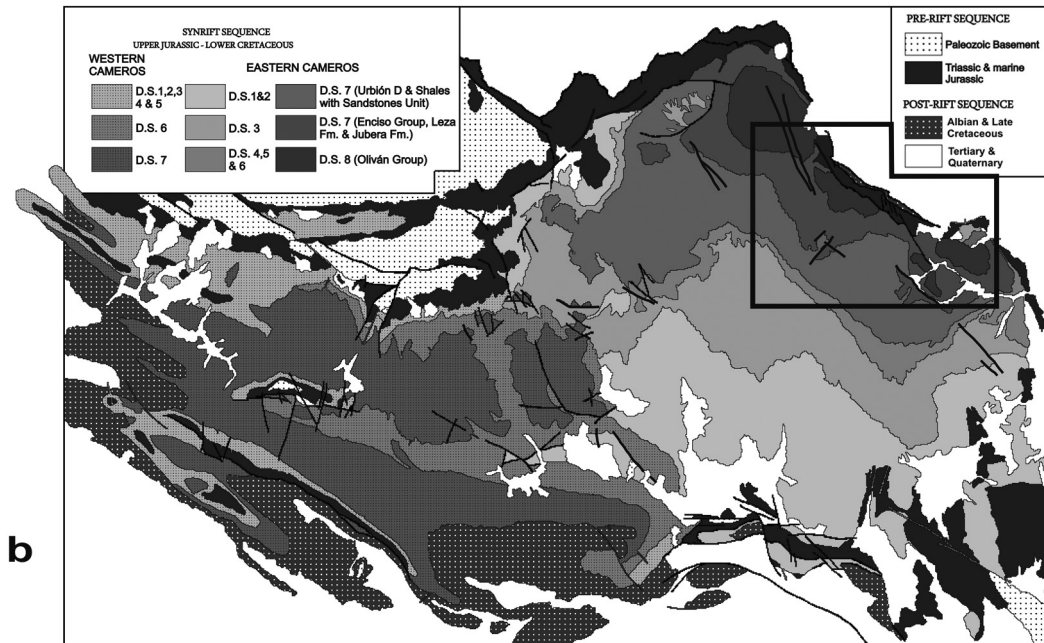 SYNRIFT SEQUENCE
UPPER JURASSIC - LOWER CRETACEOUS
WESTERN
CAMEROS
EASTERN CAMEROS
D.S.1,2,3
4 & 5
D.S.1&2
D.S. 7 (Urbión D & Shales
with Sandstones Unit)
D.S. 6
D.S. 3
D.S. 7 (Enciso Group, Leza
Fm. & Jubera Fm.)
D.S. 7
D.S. 4,5
& 6
D.S. 8 (Oliván Group)
PRE-RIFT SEQUENCE
Paleozoic Basement
Triassic & marine
Jurassic
POST-RIFT SEQUENCE
Albian & Late
Cretaceous
Tertiary &
Quaternary
b